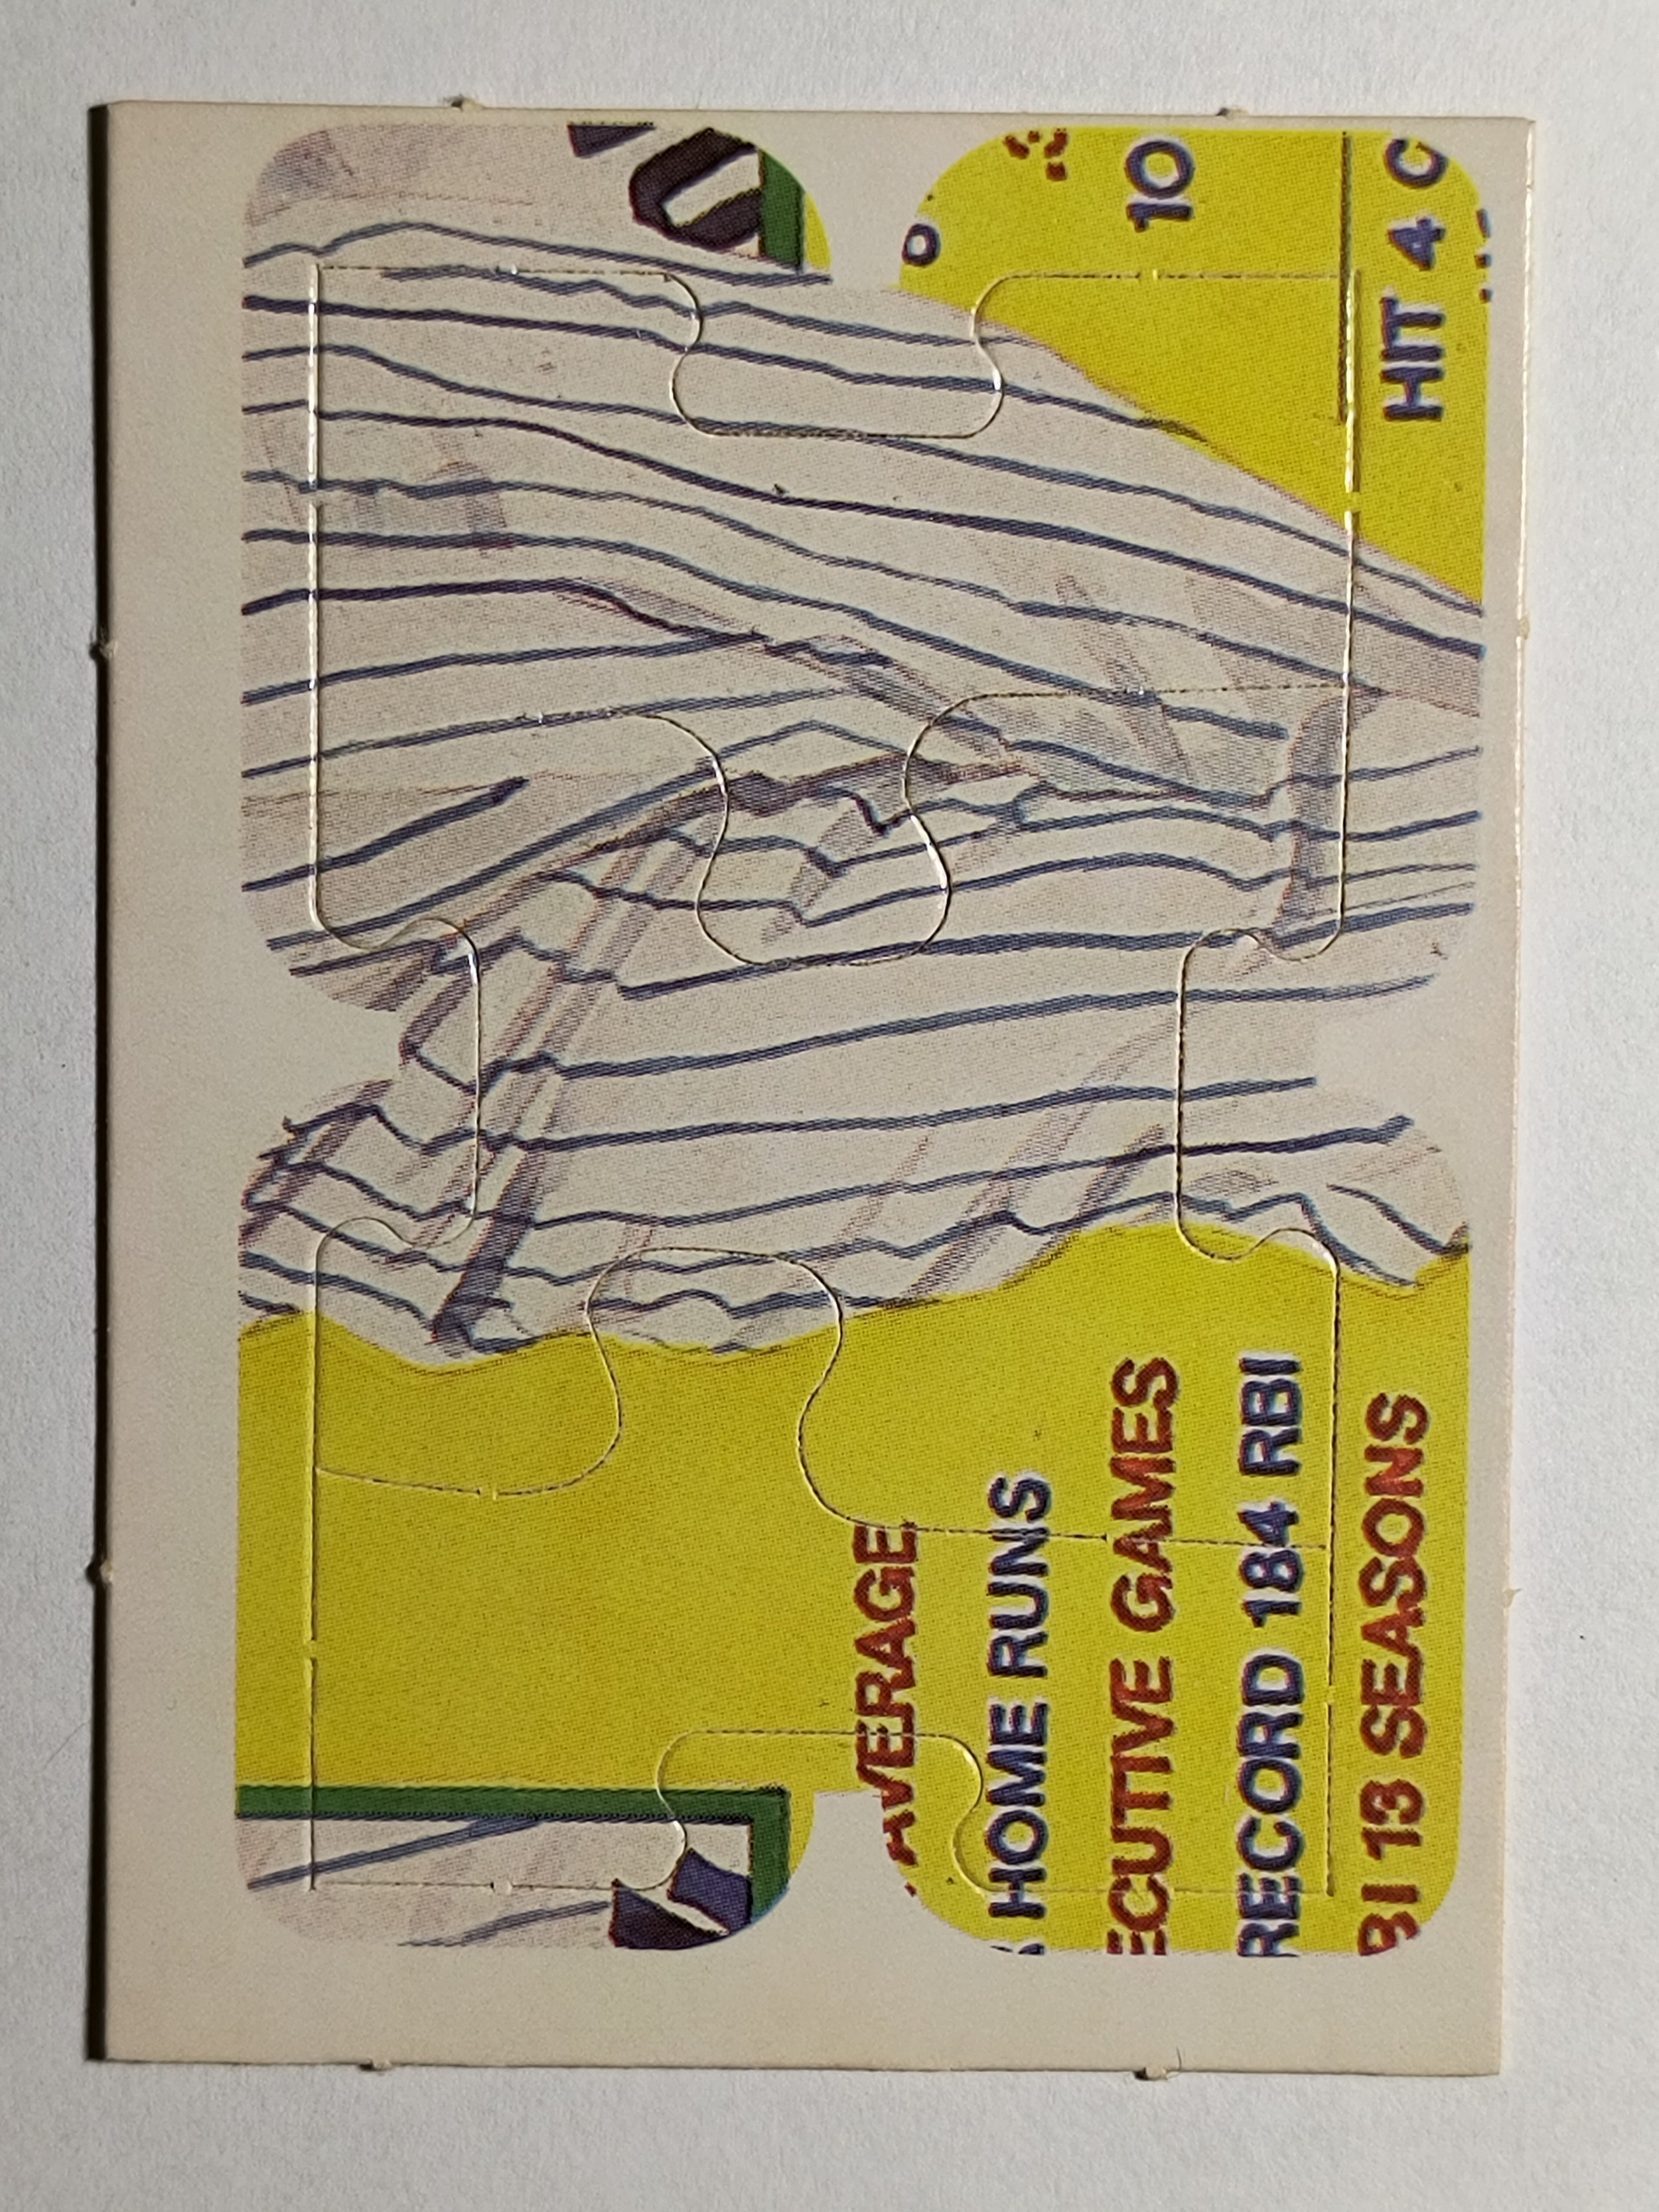 AVERAGE
HOME RUNS
ECUTIVE GAMES 10
RECORD 184 RBI
BI 13 SEASONS HIT 4